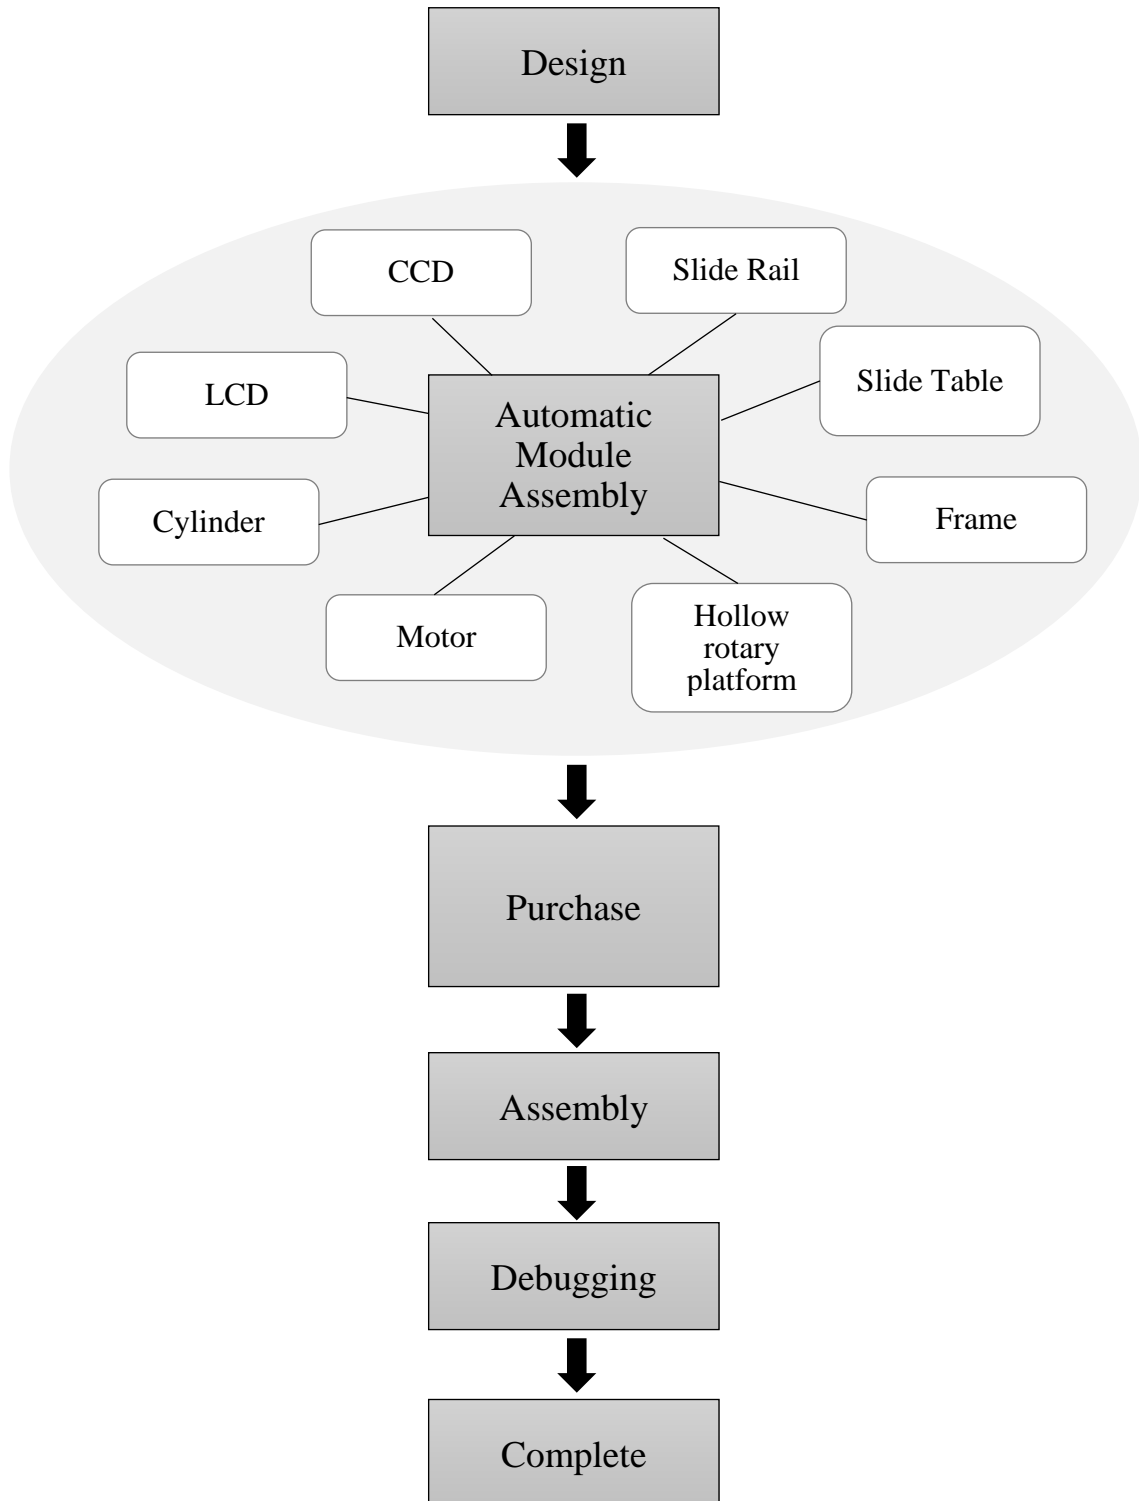 Design
CCD
Slide Rail
LCD
Slide Table
Automatic
Module
Assembly
Cylinder
Frame
Motor
Hollow
rotary
platform
Purchase
Assembly
Debugging
Complete